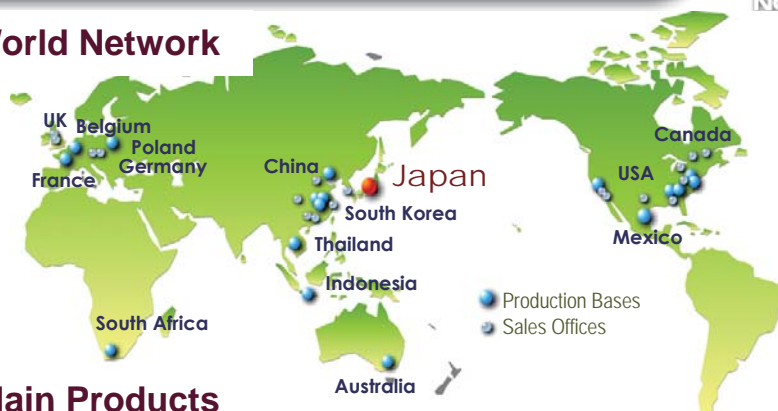 World Network
UK
Belgium
Poland
Germany
France
China
Japan
South Korea
Thailand
Indonesia
South Africa
Australia
Canada
USA
Mexico
Production Bases
Sales Offices
Main Products